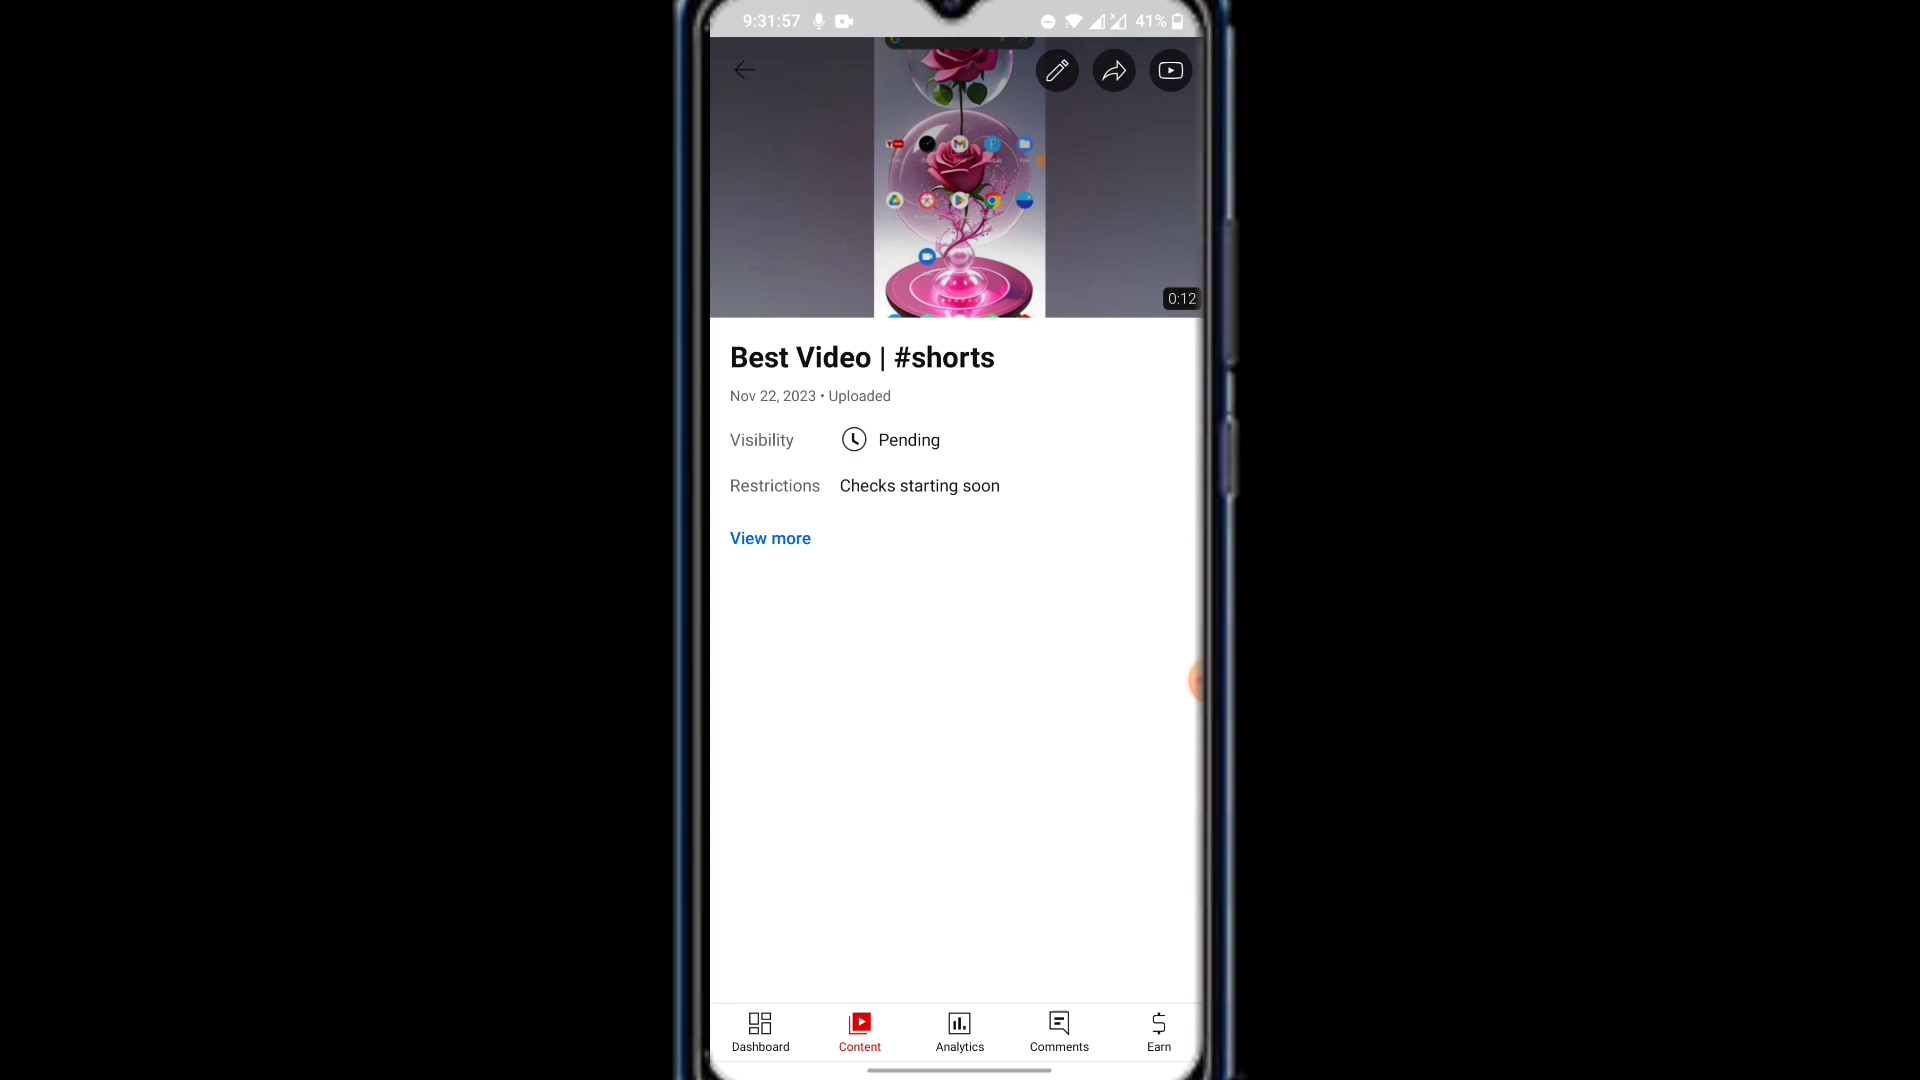 9:31:57 41%
0:12
Best Video | #shorts
Nov 22, 2023 • Uploaded
Visibility Pending
Restrictions Checks starting soon
View more
Dashboard Content Analytics Comments Earn